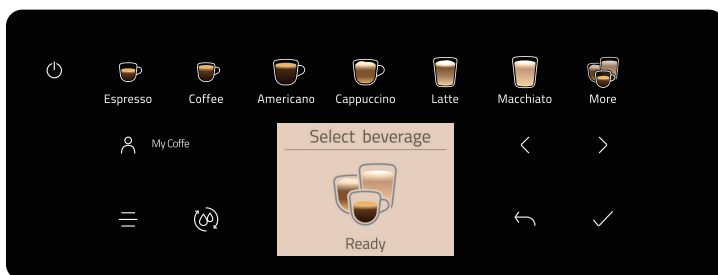 Espresso Coffee Americano Cappuccino Latte Macchiato More
My Coffe
Select beverage
Ready